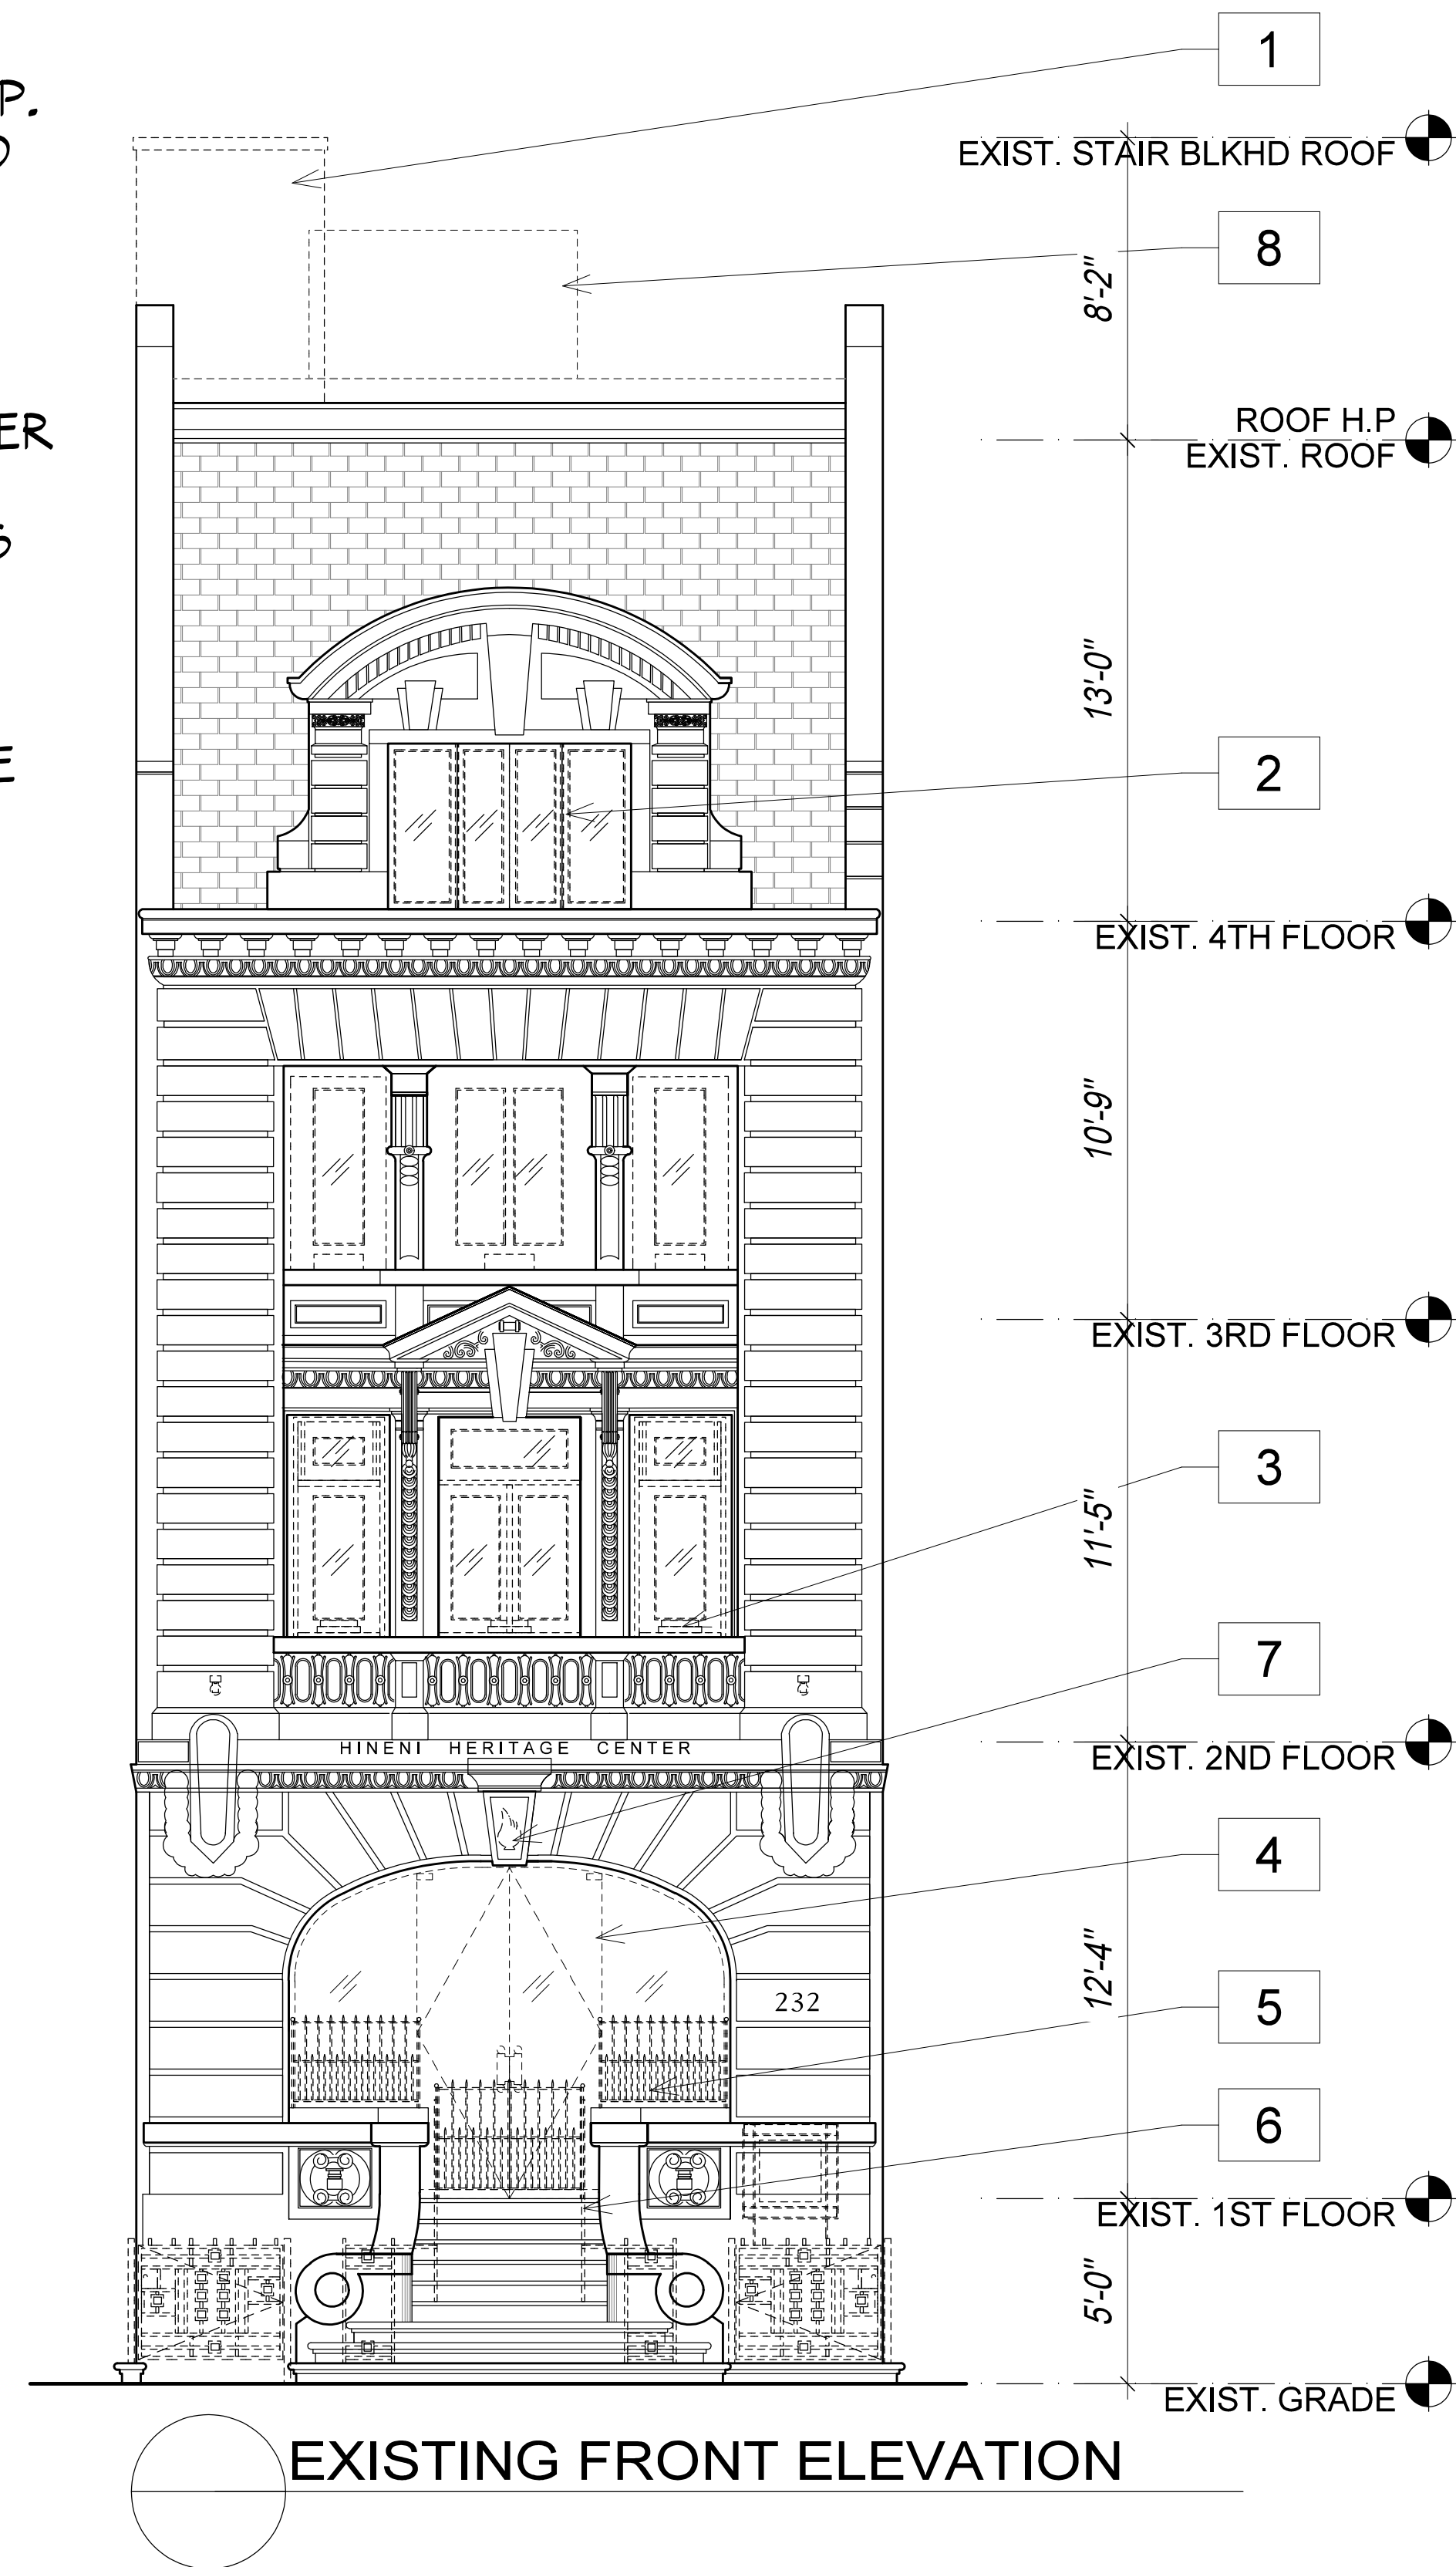 P.
ER
E
1
EXIST. STAIR BLKHD ROOF
8
8'-2"
ROOF H.P
EXIST. ROOF
13'-0"
2
EXIST. 4TH FLOOR
10'-9"
EXIST. 3RD FLOOR
3
11'-5"
7
HINENI HERITAGE CENTER
EXIST. 2ND FLOOR
4
12'-4"
232
5
6
EXIST. 1ST FLOOR
5'-0"
EXIST. GRADE
EXISTING FRONT ELEVATION